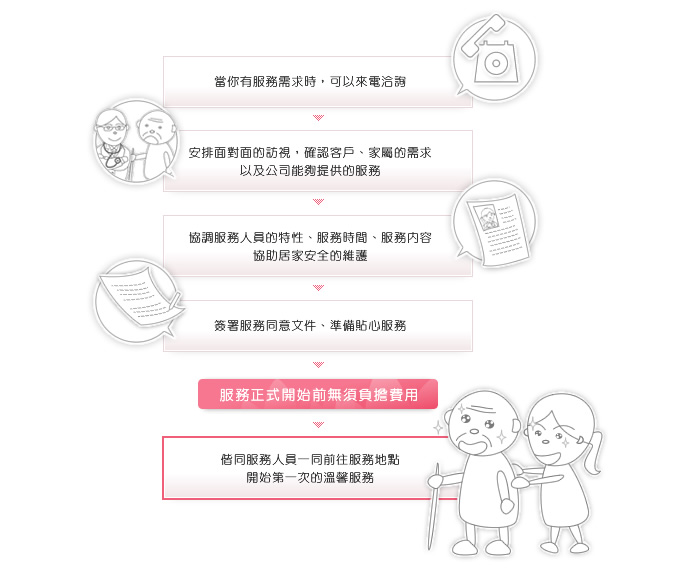 當你有服務需求時，可以來電洽詢
安排面對面的訪視，確認客戶、家屬的需求
以及公司能夠提供的服務
協調服務人員的特性、服務時間、服務內容
協助居家安全的維護
簽署服務同意文件、準備貼心服務
服務正式開始前無須負擔費用
偕同服務人員一同前往服務地點
開始第一次的溫馨服務